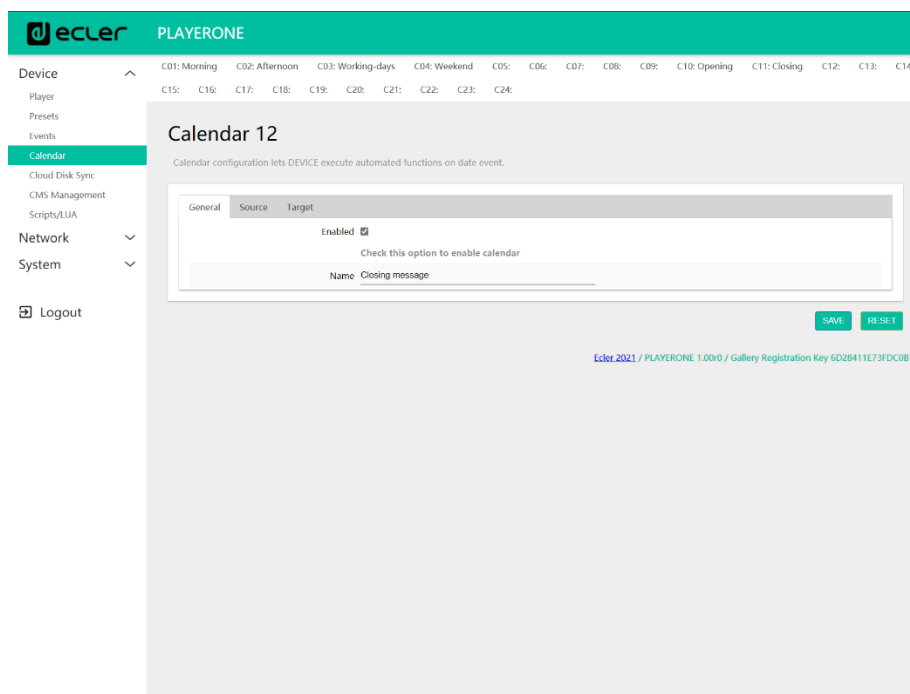 ecler PLAYERONE
Device
Player
Presets
Events
Calendar
Cloud Disk Sync
CMS Management
Scripts/LUA
Network
System
Logout
C01: Morning C02: Afternoon C03: Working-days C04: Weekend C05: C06: C07: C08: C09: C10: Opening C11: Closing C12: C13: C14
C15: C16: C17: C18: C19: C20: C21: C22: C23: C24:
Calendar 12
Calendar configuration lets DEVICE execute automated functions on date event.
General Source Target
Enabled
Check this option to enable calendar
Name Closing message
SAVE RESET
Ecler 2021 / PLAYERONE 1.00r0 / Gallery Registration Key 6D28411E73FDC0B